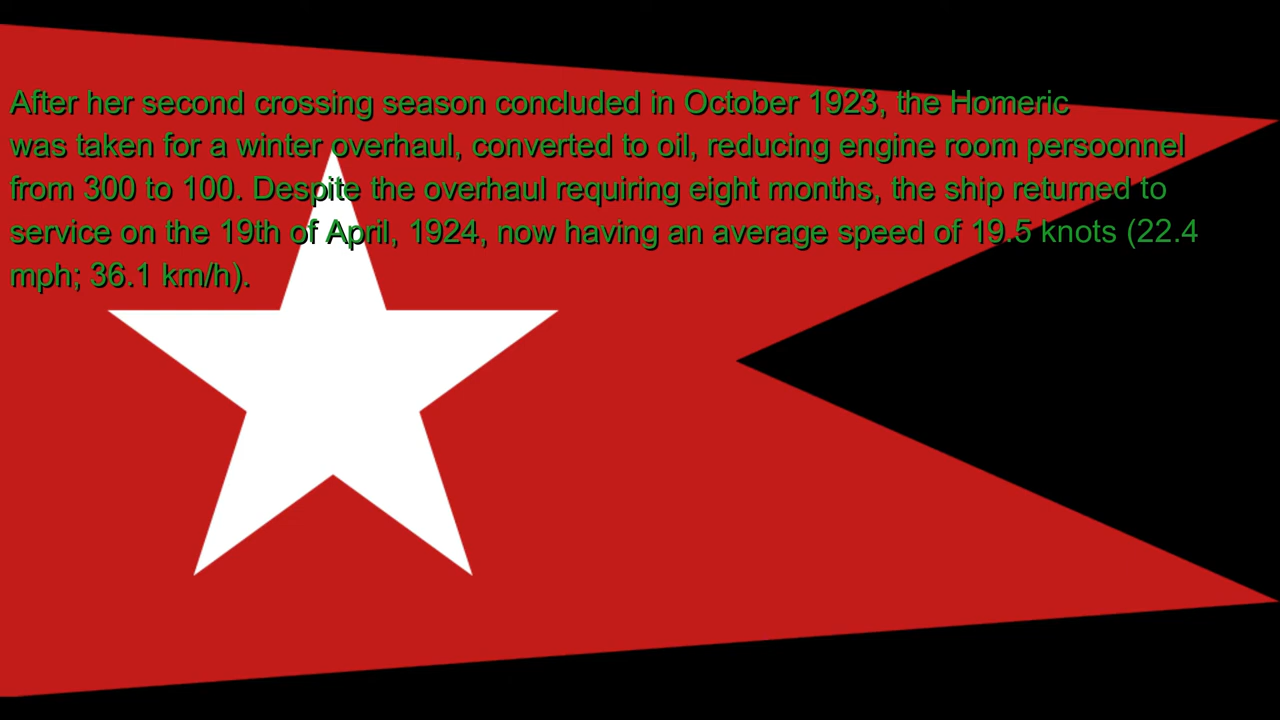 After her second crossing season concluded in October 1923, the Homeric
was taken for a winter overhaul, converted to oil, reducing engine room persoonnel
from 300 to 100. Despite the overhaul requiring eight months, the ship returned to
service on the 19th of April, 1924, now having an average speed of 19.5 knots (22.4
mph; 36.1 km/h).